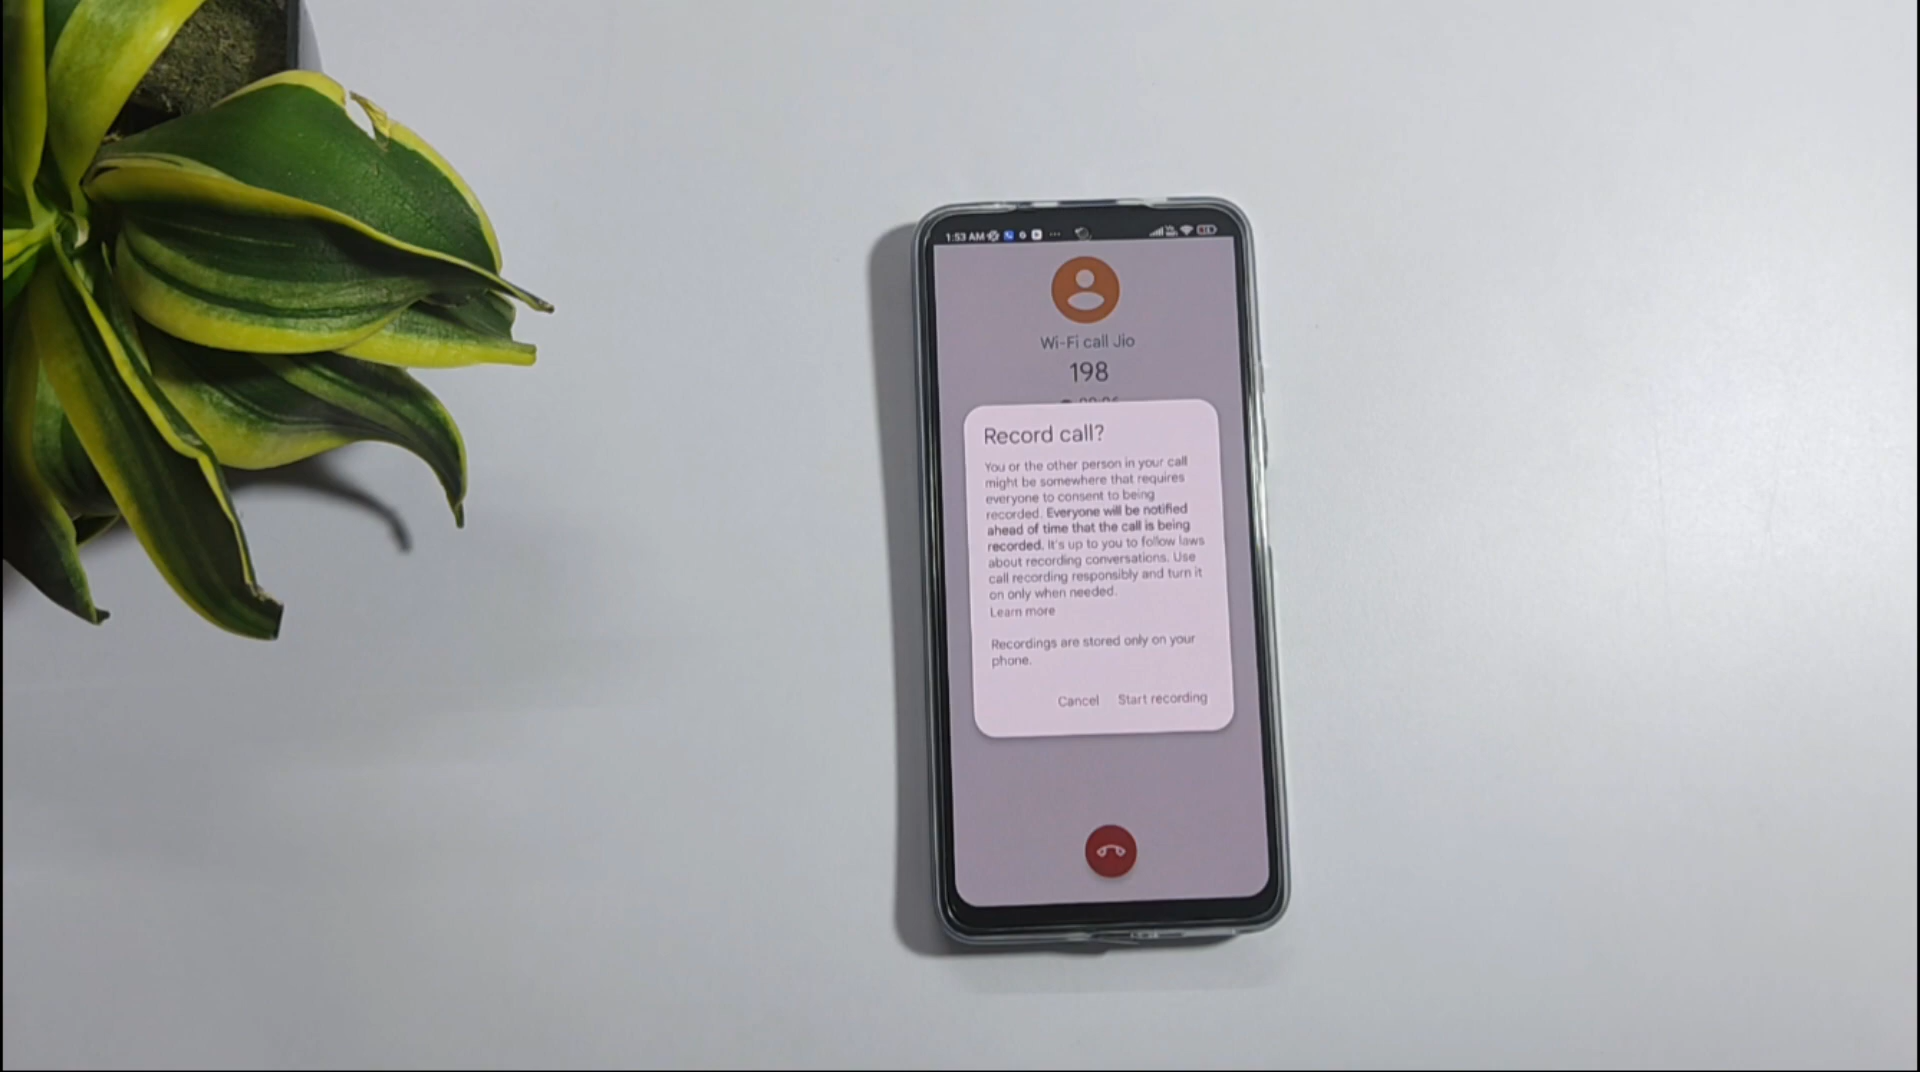 1:53 AM
Wi-Fi call Jio
198
Record call?
You or the other person in your call
might be somewhere that requires
everyone to consent to being
recorded. Everyone will be notified
ahead of time that the call is being
recorded. It's up to you to follow laws
about recording conversations. Use
call recording responsibly and turn it
on only when needed.
Learn more
Recordings are stored only on your
phone.
Cancel Start recording